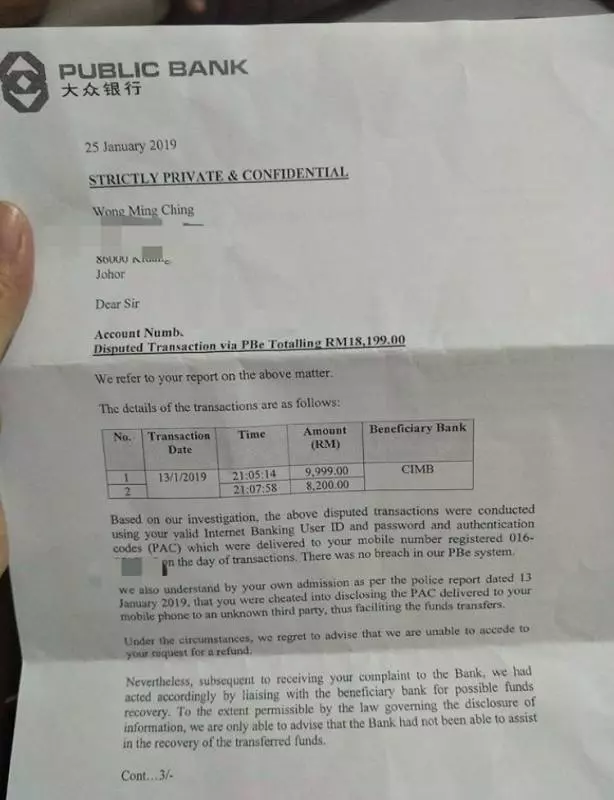 PUBLIC BANK
大众银行
25 January 2019
STRICTLY PRIVATE & CONFIDENTIAL
Wong Ming Ching
Johor
Dear Sir
Account Numb.
Disputed Transaction via PBe Totalling RM18,199.00
We refer to your report on the above matter.
The details of the transactions are as follows:
No. Transaction Date Time Amount (RM) Beneficiary Bank
1 13/1/2019 21:05:14 9,999.00 CIMB
2 21:07:58 8,200.00
Based on our investigation, the above disputed transactions were conducted
using your valid Internet Banking User ID and password and authentication
codes (PAC) which were delivered to your mobile number registered 016-
on the day of transactions. There was no breach in our PBe system.
we also understand by your own admission as per the police report dated 13
January 2019, that you were cheated into disclosing the PAC delivered to your
mobile phone to an unknown third party, thus faciliting the funds transfers.
Under the circumstances, we regret to advise that we are unable to accede to
your request for a refund.
Nevertheless, subsequent to receiving your complaint to the Bank, we had
acted accordingly by liaising with the beneficiary bank for possible funds
recovery. To the extent permissible by the law governing the disclosure of
information, we are only able to advise that the Bank had not been able to assist
in the recovery of the transferred funds.
Cont...3/-